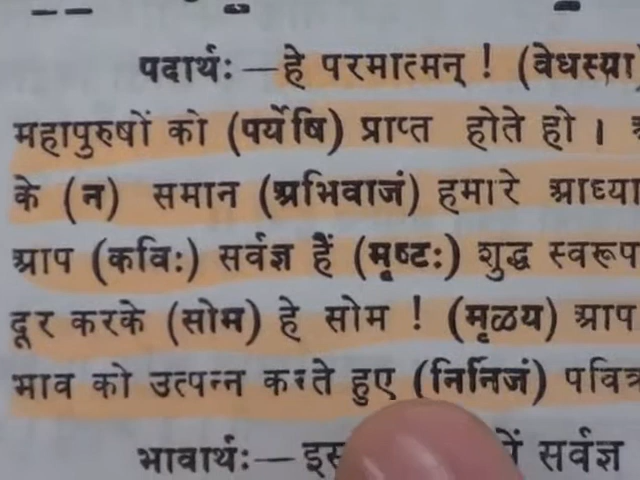 पदार्थः—हे परमात्मन् ! (वेधस्या
महापुरुषों को (पर्येषि) प्राप्त होते हो ।
के (न) समान (अभिवाजं) हमारे आध्या
आप (कविः) सर्वज्ञ हैं (मृष्टः) शुद्ध स्वरूप
दूर करके (सोम) हे सोम ! (मृळय) आप
भाव को उत्पन्न करते हुए (निर्निजं) पवित्र
भावार्थः—इस में सर्वज्ञ